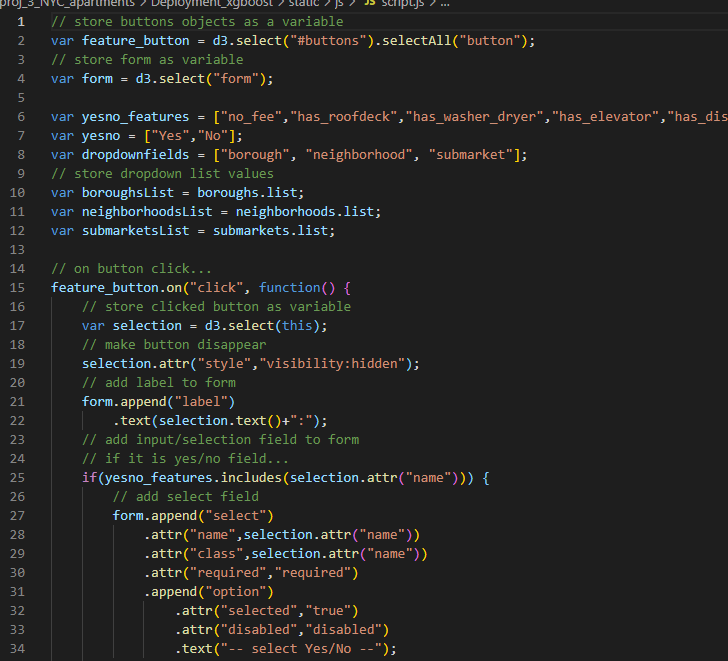 proj_3_NYC_apartments > Deployment_xgboost > static > js > JS script.js > ...
1 // store buttons objects as a variable
2 var feature_button = d3.select("#buttons").selectAll("button");
3 // store form as variable
4 var form = d3.select("form");
5
6 var yesno_features = ["no_fee","has_roofdeck","has_washer_dryer","has_elevator","has_dis
7 var yesno = ["Yes","No"];
8 var dropdownfields = ["borough", "neighborhood", "submarket"];
9 // store dropdown list values
10 var boroughsList = boroughs.list;
11 var neighborhoodsList = neighborhoods.list;
12 var submarketsList = submarkets.list;
13
14 // on button click...
15 feature_button.on("click", function() {
16 // store clicked button as variable
17 var selection = d3.select(this);
18 // make button disappear
19 selection.attr("style","visibility:hidden");
20 // add label to form
21 form.append("label")
22 .text(selection.text()+":");
23 // add input/selection field to form
24 // if it is yes/no field...
25 if(yesno_features.includes(selection.attr("name"))) {
26 // add select field
27 form.append("select")
28 .attr("name",selection.attr("name"))
29 .attr("class",selection.attr("name"))
30 .attr("required","required")
31 .append("option")
32 .attr("selected","true")
33 .attr("disabled","disabled")
34 .text("-- select Yes/No --");